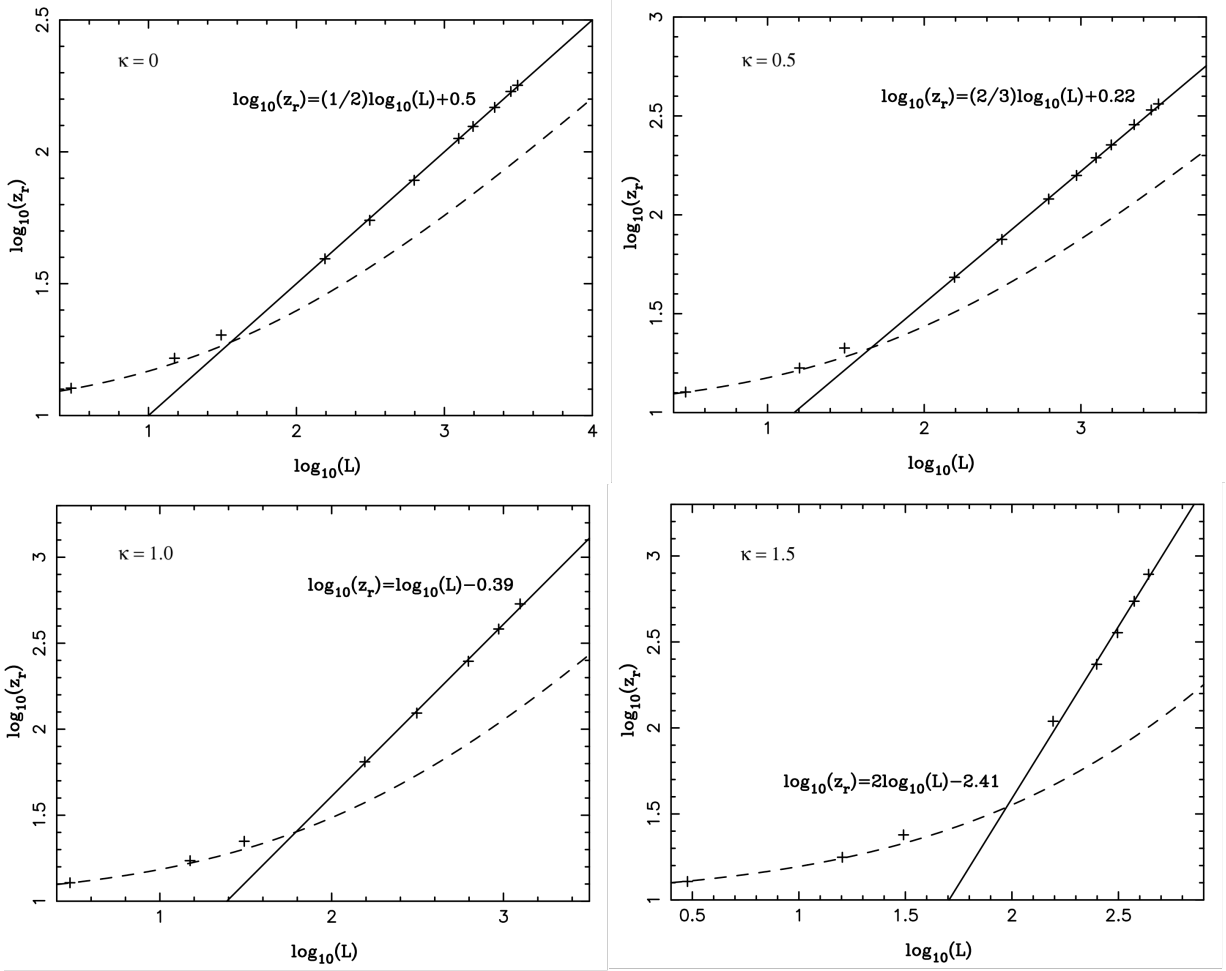 κ = 0
log₁₀(zᵣ)=(1/2)log₁₀(L)+0.5
2.5
2
1.5
1
log₁₀(zᵣ)
1
2
3
4
log₁₀(L)
κ = 0.5
log₁₀(zᵣ)=(2/3)log₁₀(L)+0.22
3
2.5
2
1.5
1
log₁₀(zᵣ)
1
2
3
log₁₀(L)
κ = 1.0
log₁₀(zᵣ)=log₁₀(L)−0.39
3
2.5
2
1.5
1
log₁₀(zᵣ)
1
2
3
log₁₀(L)
κ = 1.5
log₁₀(zᵣ)=2log₁₀(L)−2.41
3
2.5
2
1.5
1
log₁₀(zᵣ)
0.5
1
1.5
2
2.5
log₁₀(L)